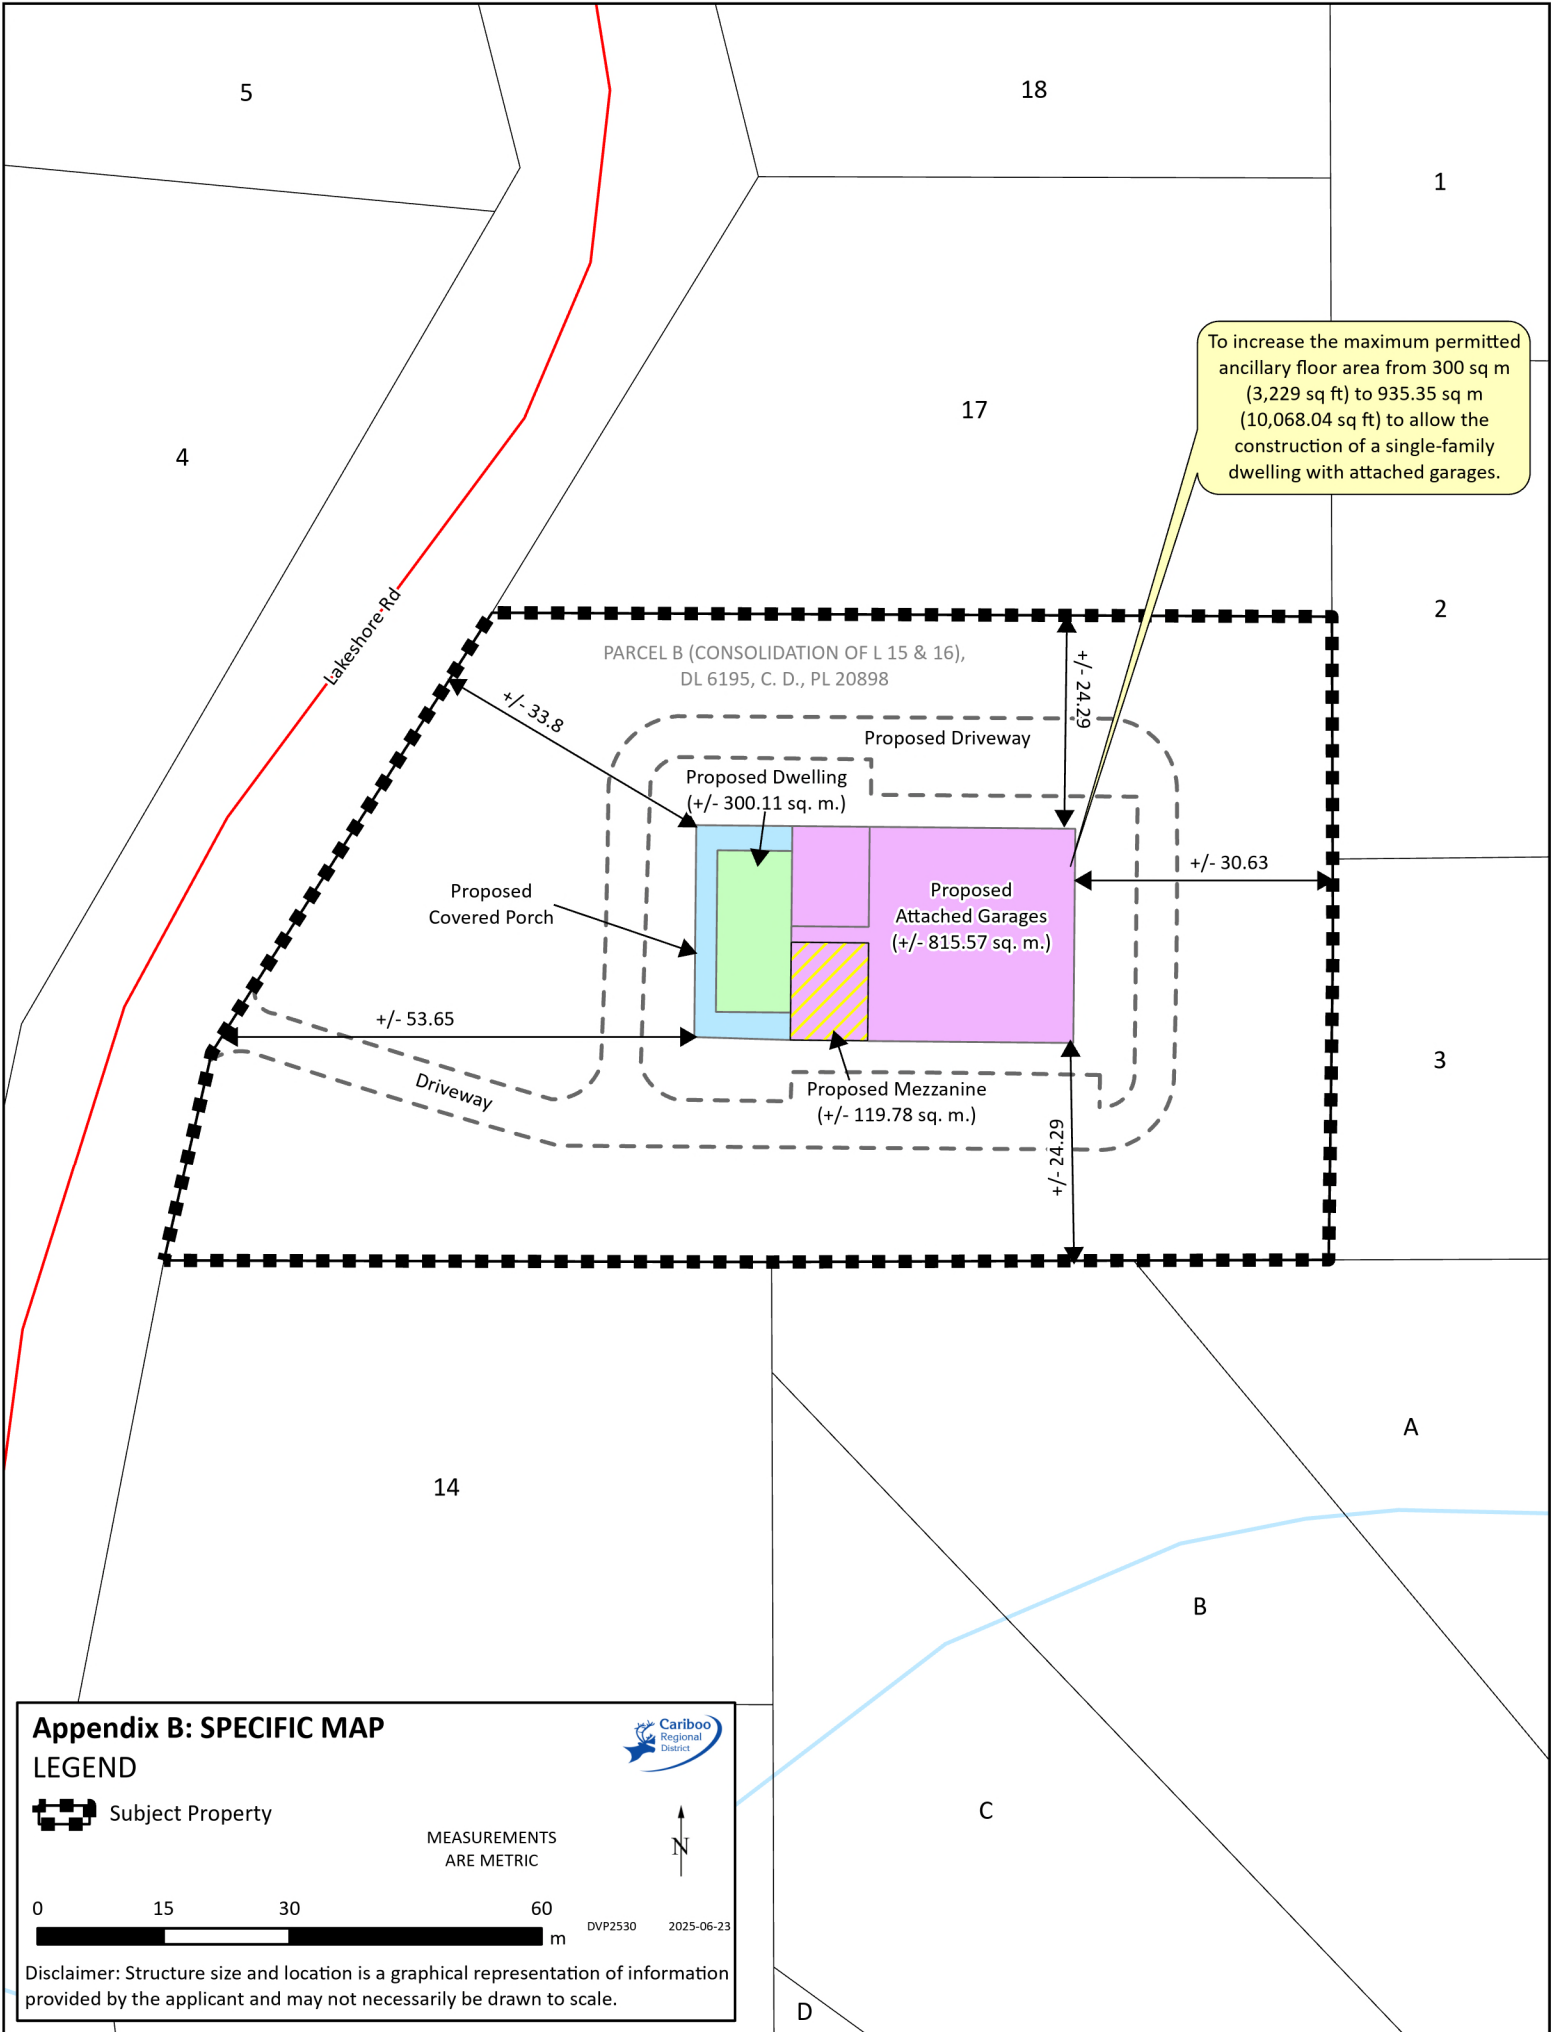 5
18
1
To increase the maximum permitted
ancillary floor area from 300 sq m
(3,229 sq ft) to 935.35 sq m
(10,068.04 sq ft) to allow the
construction of a single-family
dwelling with attached garages.
17
4
2
Lakeshore Rd
PARCEL B (CONSOLIDATION OF L 15 & 16),
DL 6195, C. D., PL 20898
+/- 24.29
+/- 33.8
Proposed Driveway
Proposed Dwelling
(+/- 300.11 sq. m.)
+/- 30.63
Proposed
Covered Porch
Proposed
Attached Garages
(+/- 815.57 sq. m.)
+/- 53.65
3
Driveway
Proposed Mezzanine
(+/- 119.78 sq. m.)
+/- 24.29
A
14
B
C
D
Appendix B: SPECIFIC MAP
LEGEND
Cariboo
Regional
District
Subject Property
MEASUREMENTS
ARE METRIC
N
0 15 30 60
m
DVP2530 2025-06-23
Disclaimer: Structure size and location is a graphical representation of information
provided by the applicant and may not necessarily be drawn to scale.